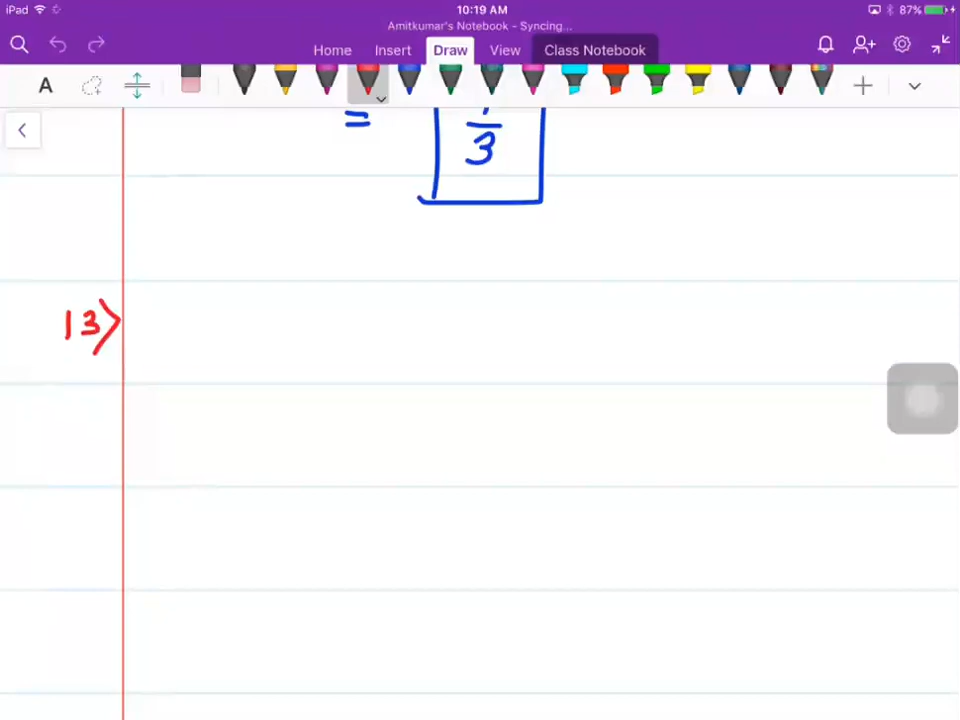 iPad 10:19 AM 87%
Amitkumar's Notebook - Syncing...
Home Insert Draw View Class Notebook
A
=
3
13>